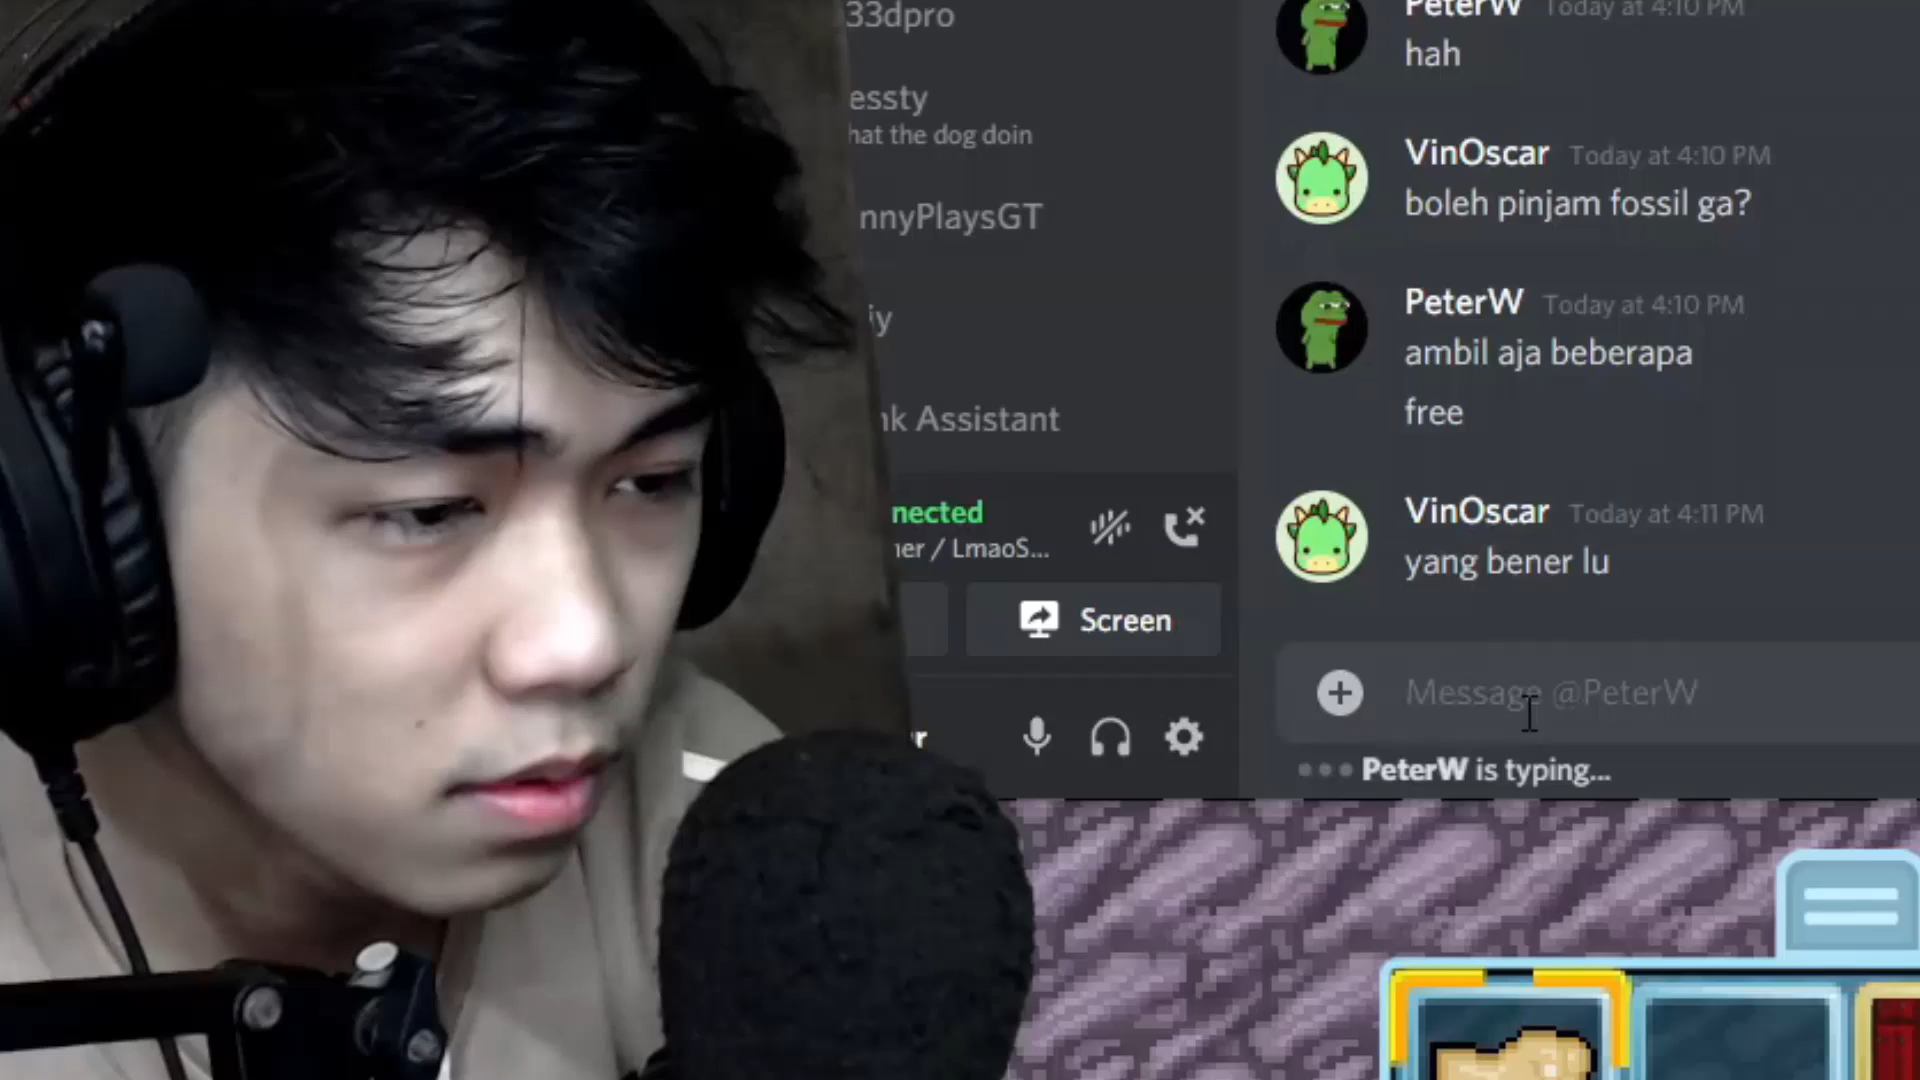 33dpro
essty
hat the dog doin
nnyPlaysGT
iy
nk Assistant
nected
ner / LmaoS...
Screen
r
PeterW Today at 4:10 PM
hah
VinOscar Today at 4:10 PM
boleh pinjam fossil ga?
PeterW Today at 4:10 PM
ambil aja beberapa
free
VinOscar Today at 4:11 PM
yang bener lu
Message @PeterW
PeterW is typing...